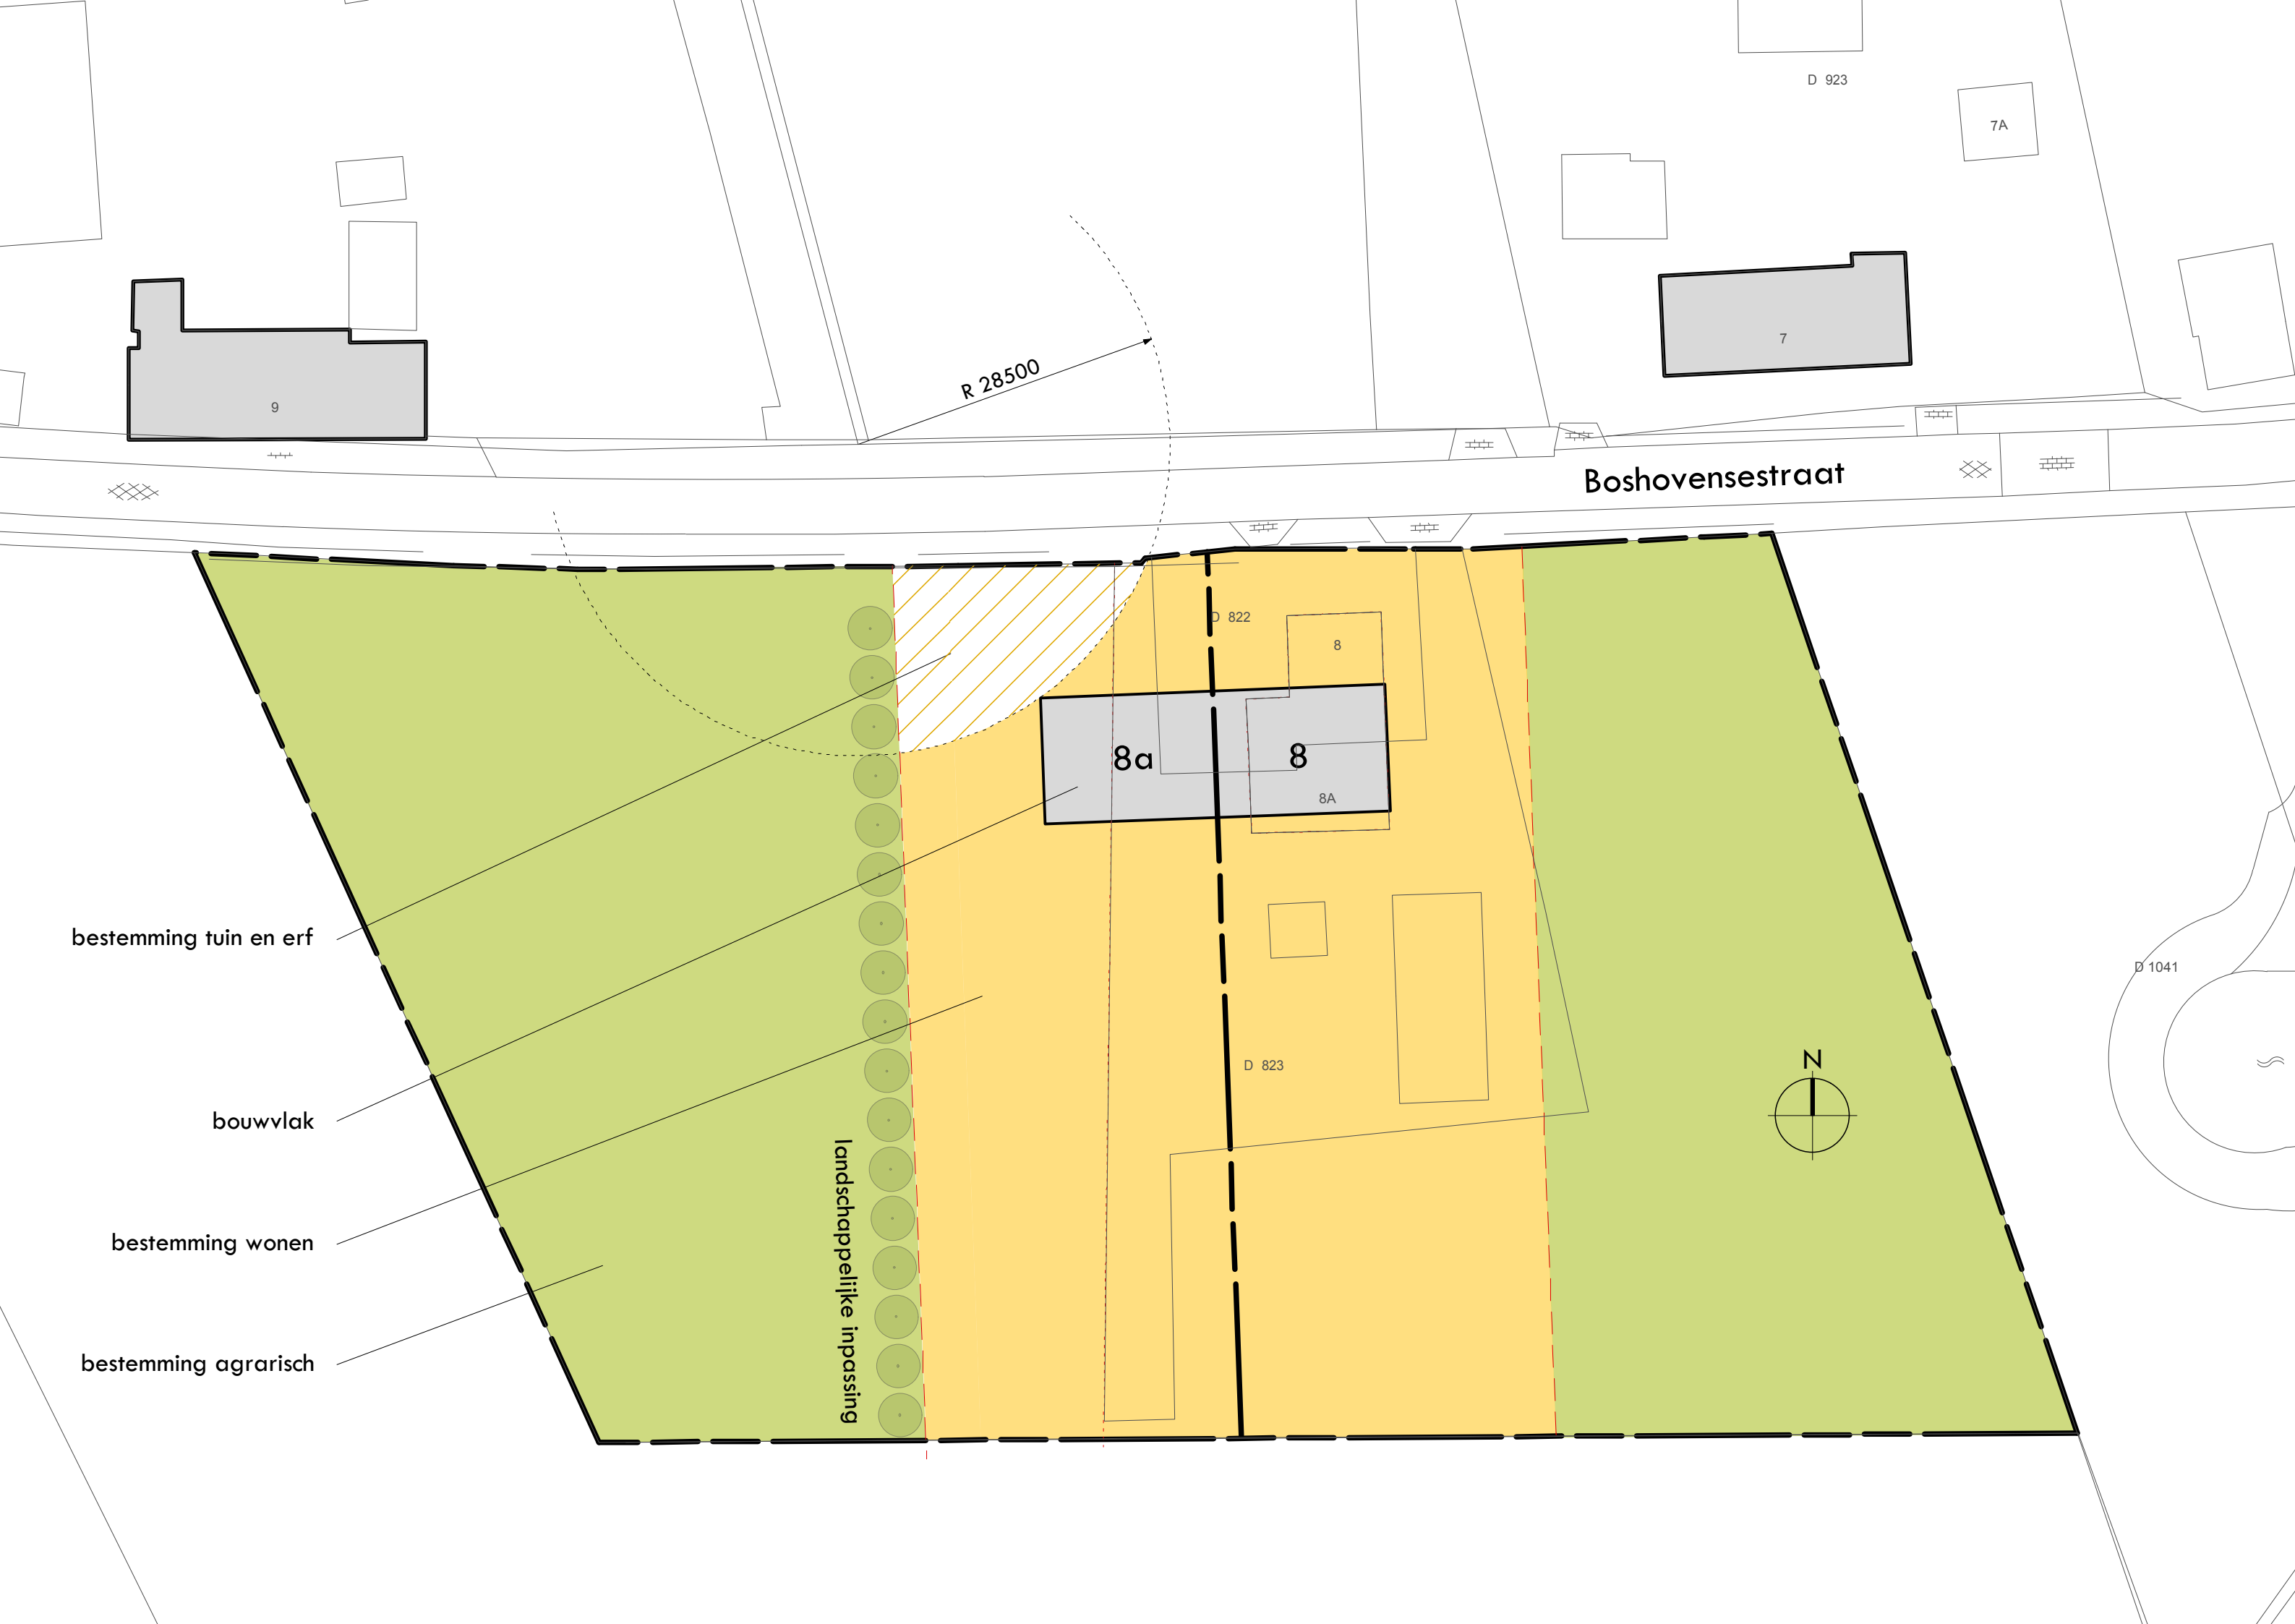 D 923
7A
R 28500
7
9
Boshovensestraat
D 822
8
8a
8
8A
bestemming tuin en erf
D 1041
N
D 823
bouwvlak
landschappelijke inpassing
bestemming wonen
bestemming agrarisch